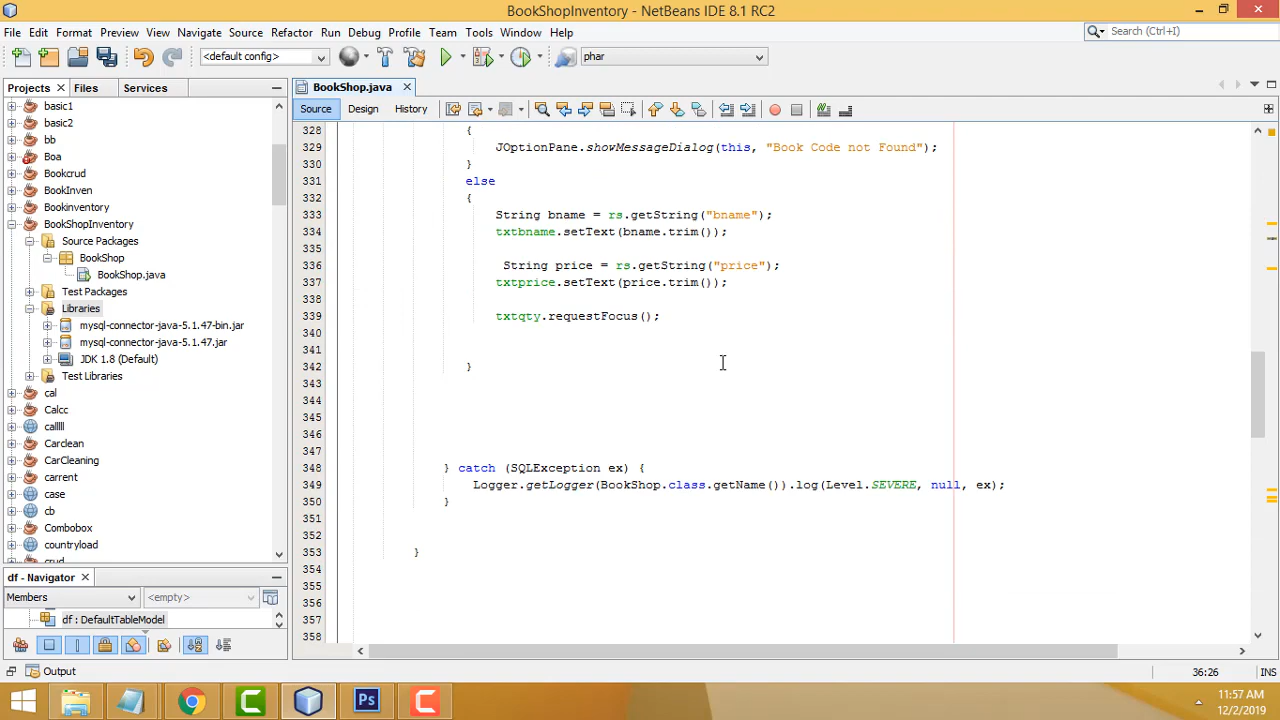 BookShopInventory - NetBeans IDE 8.1 RC2
File Edit Format Preview View Navigate Source Refactor Run Debug Profile Team Tools Window Help
Search (Ctrl+I)
<default config>
phar
Projects Files Services
BookShop.java
Source Design History
basic1
basic2
bb
Boa
Bookcrud
BookInven
Bookinventory
BookShopInventory
Source Packages
BookShop
BookShop.java
Test Packages
Libraries
mysql-connector-java-5.1.47-bin.jar
mysql-connector-java-5.1.47.jar
JDK 1.8 (Default)
Test Libraries
cal
Calcc
calllll
Carclean
CarCleaning
carrent
case
cb
Combobox
countryload
crud
328 {
329 JOptionPane.showMessageDialog(this, "Book Code not Found");
330 }
331 else
332 {
333 String bname = rs.getString("bname");
334 txtbname.setText(bname.trim());
335
336 String price = rs.getString("price");
337 txtprice.setText(price.trim());
338
339 txtqty.requestFocus();
340
341
342 }
343
344
345
346
347
348 } catch (SQLException ex) {
349 Logger.getLogger(BookShop.class.getName()).log(Level.SEVERE, null, ex);
350 }
351
352
353 }
354
355
356
357
358
df - Navigator
Members
<empty>
df : DefaultTableModel
Output
36:26
INS
Ps
11:57 AM
12/2/2019